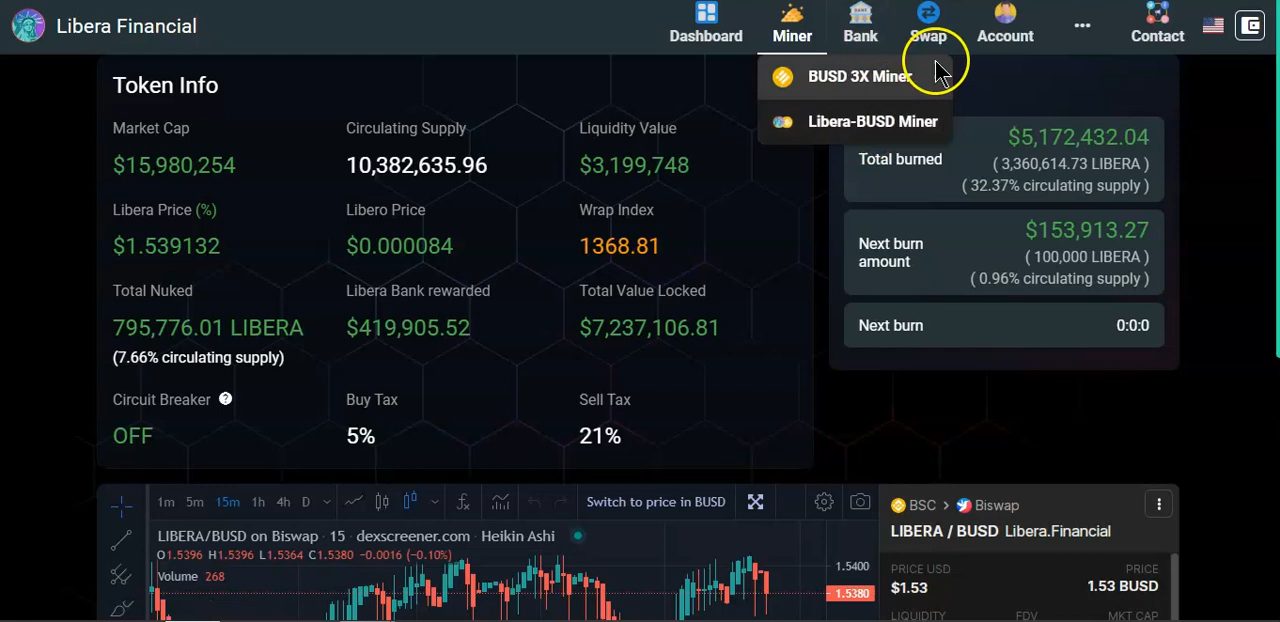 Libera Financial
Dashboard
Miner
Bank
Swap
Account
...
Contact
BUSD 3X Miner
Libera-BUSD Miner
Token Info
Market Cap
Circulating Supply
Liquidity Value
$15,980,254
10,382,635.96
$3,199,748
Libera Price (%)
Libero Price
Wrap Index
$1.539132
$0.000084
1368.81
Total Nuked
Libera Bank rewarded
Total Value Locked
795,776.01 LIBERA
$419,905.52
$7,237,106.81
(7.66% circulating supply)
Circuit Breaker ?
Buy Tax
Sell Tax
OFF
5%
21%
Total burned
$5,172,432.04
( 3,360,614.73 LIBERA )
( 32.37% circulating supply )
Next burn
amount
$153,913.27
( 100,000 LIBERA )
( 0.96% circulating supply )
Next burn
0:0:0
1m 5m 15m 1h 4h D
Switch to price in BUSD
LIBERA/BUSD on Biswap · 15 · dexscreener.com · Heikin Ashi
O1.5396 H1.5396 L1.5364 C1.5380 -0.0016 (-0.10%)
Volume 268
1.5400
1.5380
BSC > Biswap
LIBERA / BUSD Libera.Financial
PRICE USD
PRICE
$1.53
1.53 BUSD
LIQUIDITY
FDV
MKT CAP